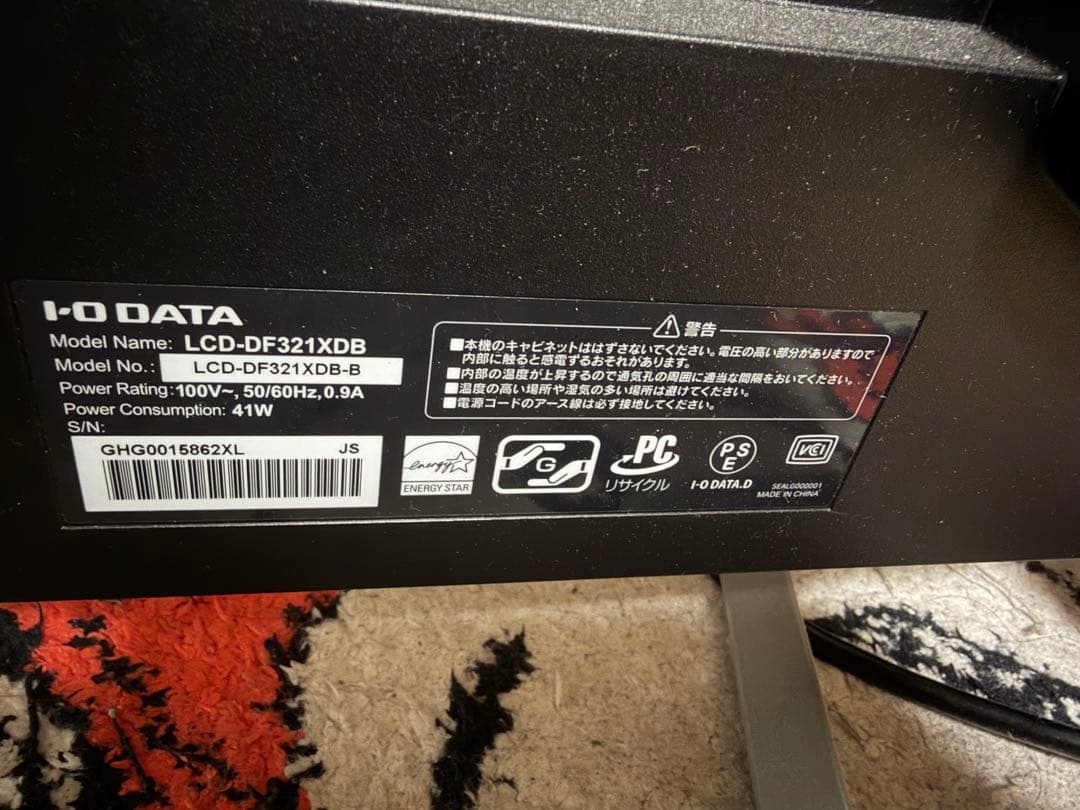 I-O DATA
Model Name: LCD-DF321XDB
Model No.: LCD-DF321XDB-B
Power Rating: 100V~, 50/60Hz, 0.9A
Power Consumption: 41W
S/N:
GHG0015862XL JS
警告
■本機のキャビネットははずさないでください。電圧の高い部分がありますので
内部に触ると感電するおそれがあります。
■内部の温度が上昇するので通気孔の周囲に適当な間隔をおいてください。
■温度の高い場所や湿気の多い場所は避けてください。
■電源コードのアース線は必ず接地してください。
energy
ENERGY STAR
G
PC
リサイクル
PS
E
I-O DATA.D
VCI
SEALG000001
MADE IN CHINA